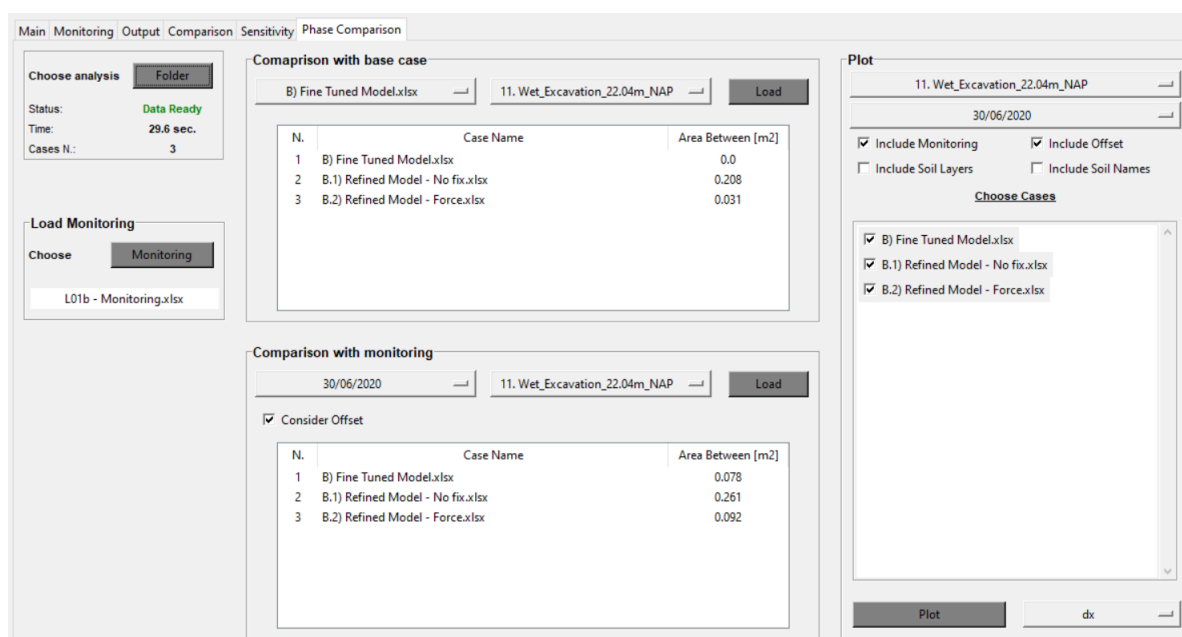 Main Monitoring Output Comparison Sensitivity Phase Comparison
Choose analysis Folder
Status: Data Ready
Time: 29.6 sec.
Cases N.: 3
Load Monitoring
Choose Monitoring
L01b - Monitoring.xlsx
Comaprison with base case
B) Fine Tuned Model.xlsx 11. Wet_Excavation_22.04m_NAP Load
N. Case Name Area Between [m2]
1 B) Fine Tuned Model.xlsx 0.0
2 B.1) Refined Model - No fix.xlsx 0.208
3 B.2) Refined Model - Force.xlsx 0.031
Comparison with monitoring
30/06/2020 11. Wet_Excavation_22.04m_NAP Load
Consider Offset
N. Case Name Area Between [m2]
1 B) Fine Tuned Model.xlsx 0.078
2 B.1) Refined Model - No fix.xlsx 0.261
3 B.2) Refined Model - Force.xlsx 0.092
Plot
11. Wet_Excavation_22.04m_NAP
30/06/2020
Include Monitoring Include Offset
Include Soil Layers Include Soil Names
Choose Cases
B) Fine Tuned Model.xlsx
B.1) Refined Model - No fix.xlsx
B.2) Refined Model - Force.xlsx
Plot dx